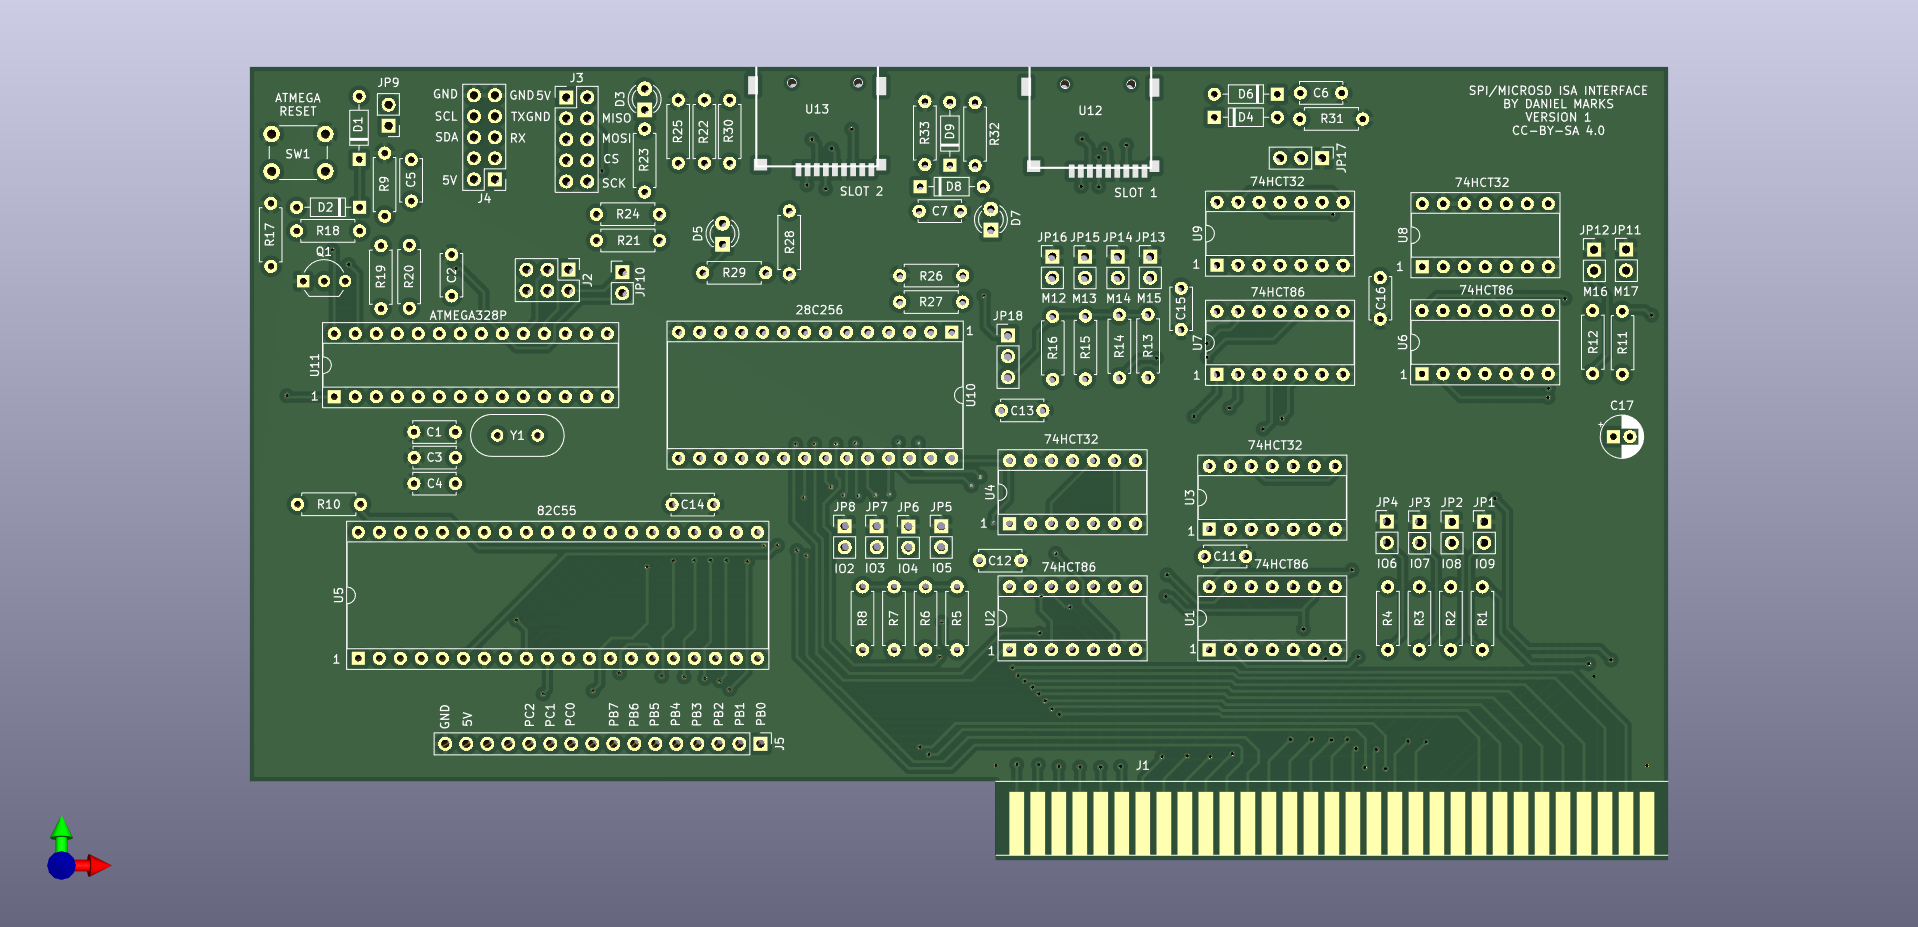 SPI/MICROSD ISA INTERFACE
BY DANIEL MARKS
VERSION 1
CC-BY-SA 4.0
ATMEGA
RESET
SW1
D1
JP9
GND
SCL
SDA
5V
GND
TX
RX
J4
J3
5V
GND
MISO
MOSI
CS
SCK
D3
R23
R25
R22
R30
U13
SLOT 2
R33
D9
R32
U12
SLOT 1
D6
C6
D4
R31
JP17
R17
D2
R18
R9
C5
Q1
R19
R20
C2
R24
R21
J2
JP10
D5
R29
R28
D8
C7
D7
R26
R27
JP16
JP15
JP14
JP13
M12
M13
M14
M15
R16
R15
R14
R13
C15
74HCT32
U9
1
74HCT32
U8
1
74HCT86
U7
1
74HCT86
U6
1
C16
JP12
JP11
M16
M17
R12
R11
C17
+
ATMEGA328P
U11
1
28C256
1
U10
JP18
C13
C1
C3
C4
Y1
R10
C14
82C55
U5
1
74HCT32
U4
1
74HCT32
U3
1
C12
C11
74HCT86
U2
1
74HCT86
U1
1
JP8
JP7
JP6
JP5
IO2
IO3
IO4
IO5
R8
R7
R6
R5
JP4
JP3
JP2
JP1
IO6
IO7
IO8
IO9
R4
R3
R2
R1
GND
5V
PC2
PC1
PC0
PB7
PB6
PB5
PB4
PB3
PB2
PB1
PB0
J5
J1